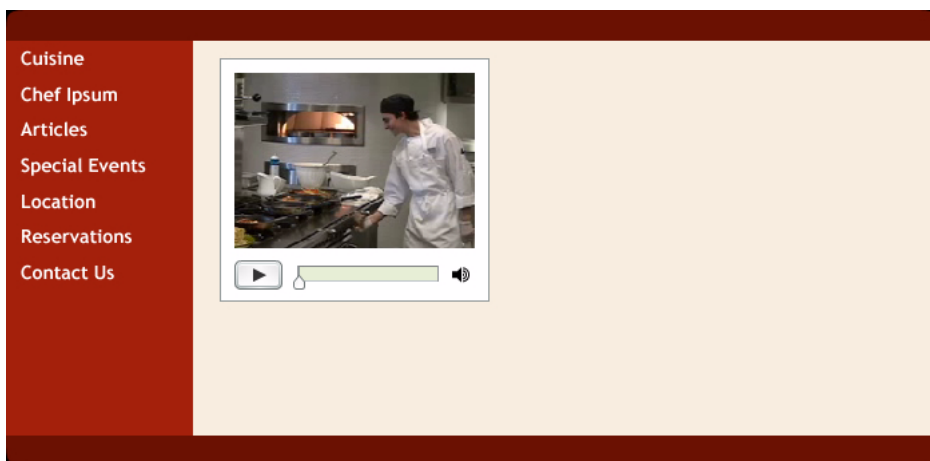 Cuisine
Chef Ipsum
Articles
Special Events
Location
Reservations
Contact Us